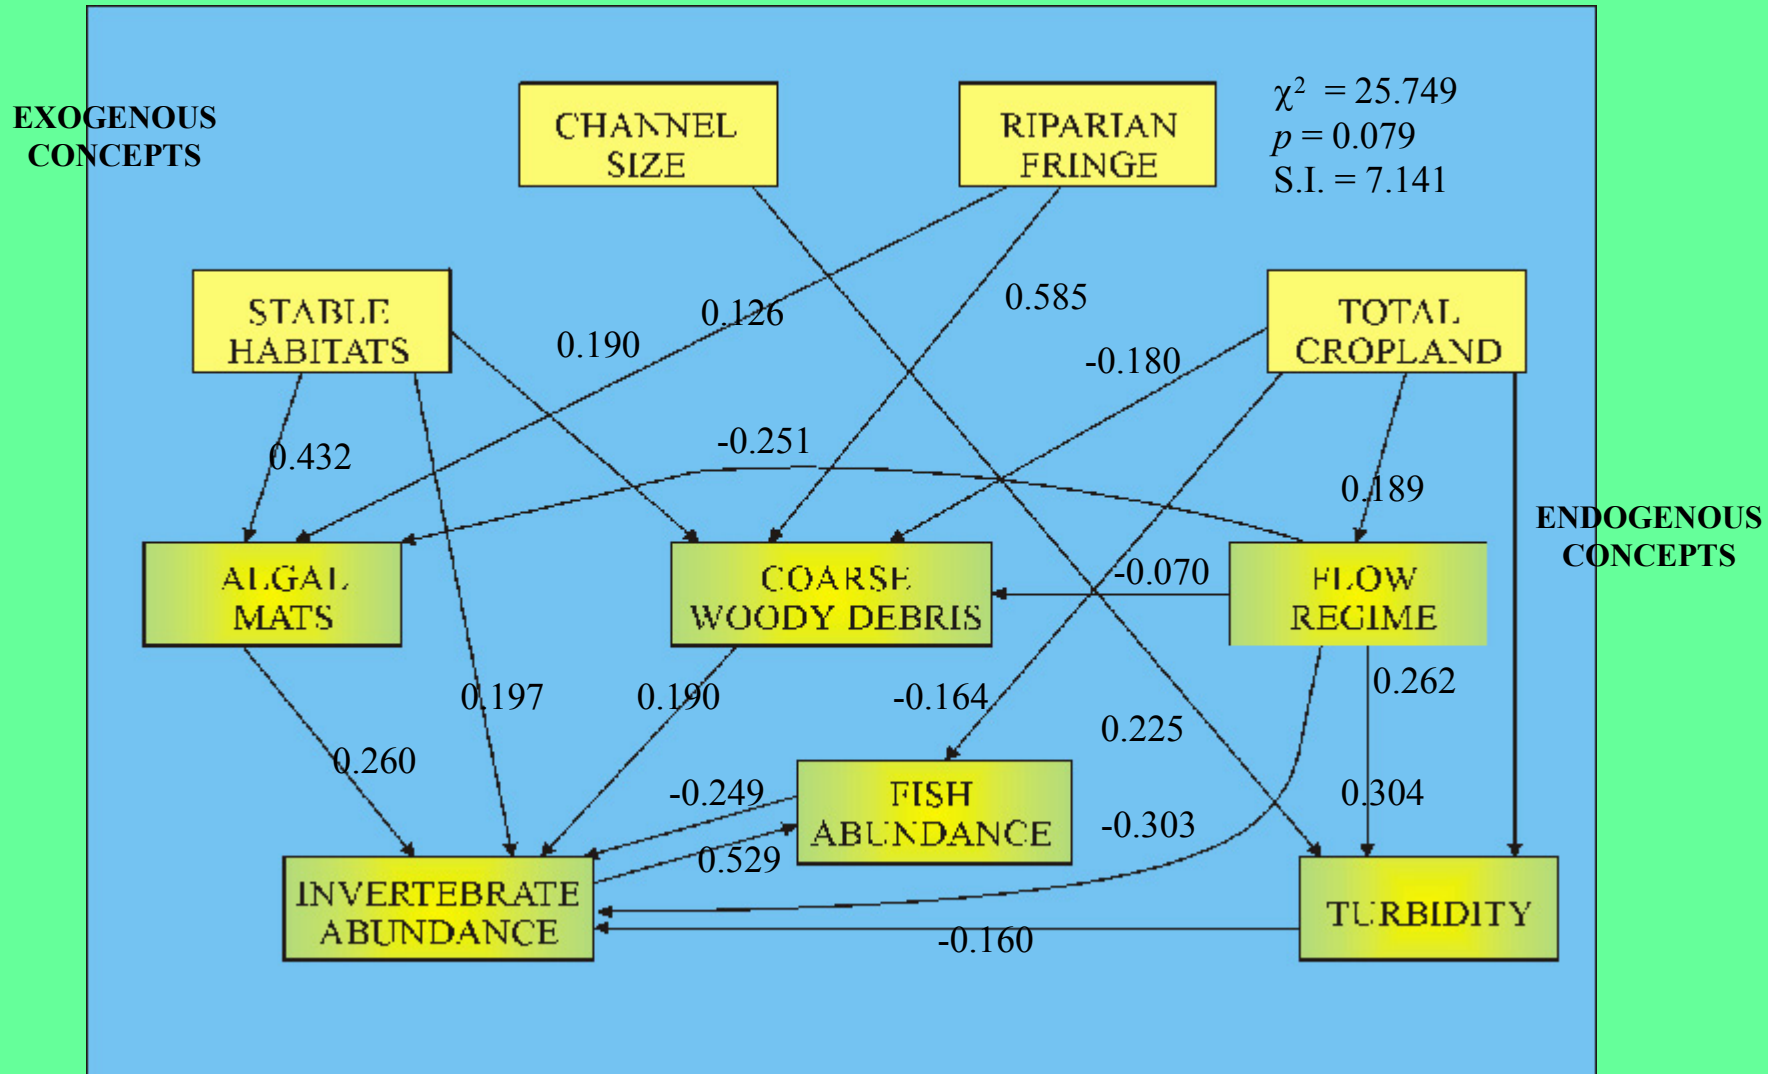 EXOGENOUS
CONCEPTS
CHANNEL
SIZE
RIPARIAN
FRINGE
χ² = 25.749
p = 0.079
S.I. = 7.141
STABLE
HABITATS
TOTAL
CROPLAND
0.126
0.585
0.190
-0.180
0.432
-0.251
0.189
ENDOGENOUS
CONCEPTS
ALGAL
MATS
COARSE
WOODY DEBRIS
-0.070
FLOW
REGIME
0.197
0.190
-0.164
0.262
0.225
0.260
-0.249
FISH
ABUNDANCE
0.304
-0.303
0.529
INVERTEBRATE
ABUNDANCE
TURBIDITY
-0.160